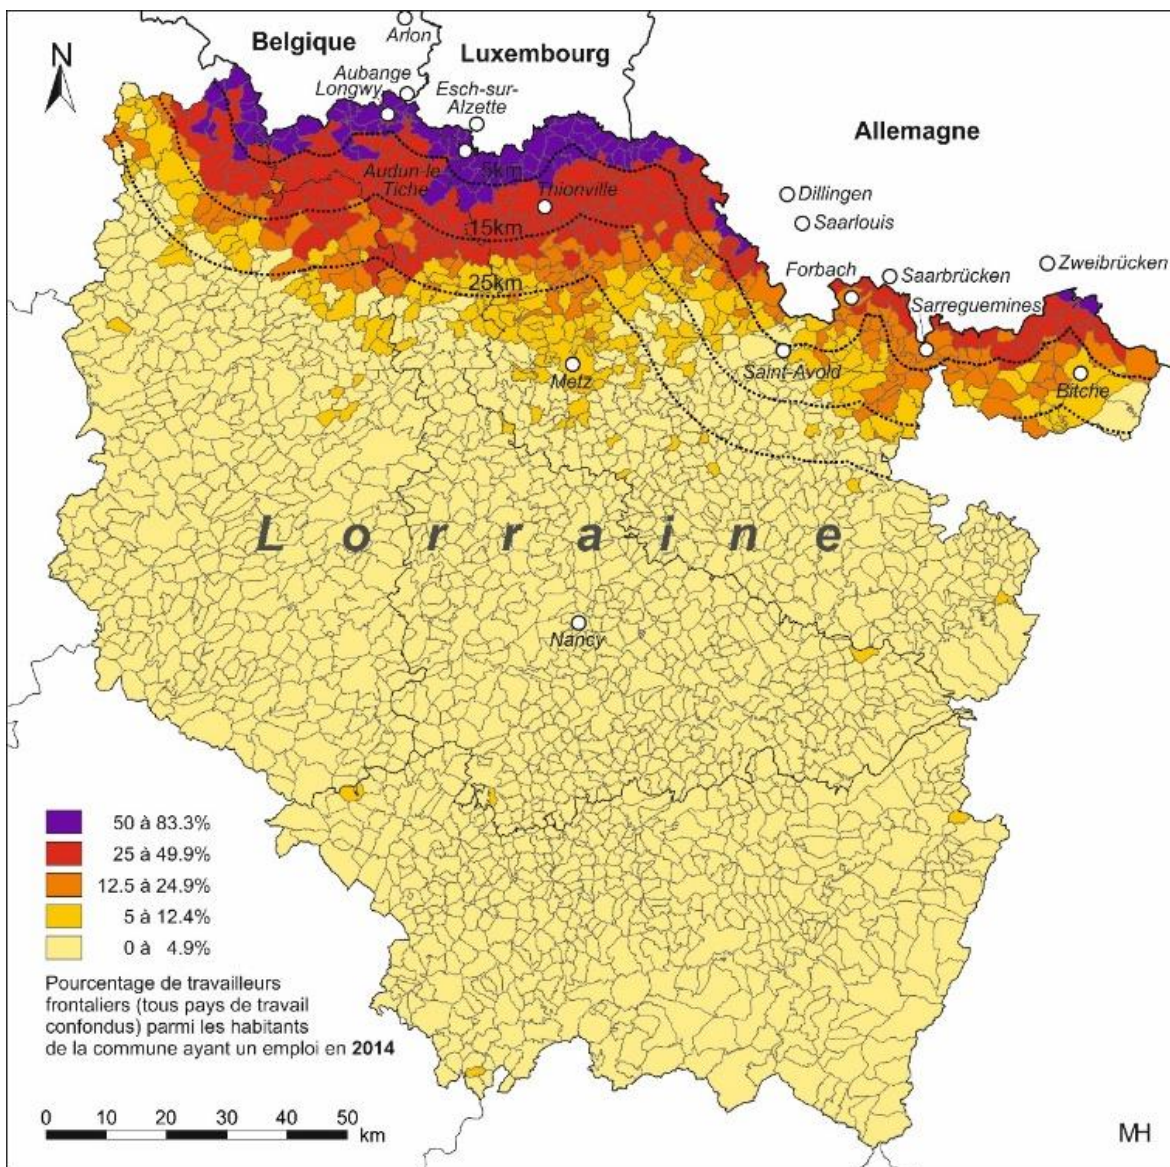 N
Belgique
Arlon
Luxembourg
Aubange
Longwy
Esch-sur-
Alzette
Allemagne
Audun-le
Tiche
5km
Thionville
Dillingen
15km
Saarlouis
25km
Forbach
Saarbrücken
Zweibrücken
Sarreguemines
Metz
Saint-Avold
Bitche
Lorraine
Nancy
50 à 83.3%
25 à 49.9%
12.5 à 24.9%
5 à 12.4%
0 à 4.9%
Pourcentage de travailleurs
frontaliers (tous pays de travail
confondus) parmi les habitants
de la commune ayant un emploi en 2014
0 10 20 30 40 50
km
MH